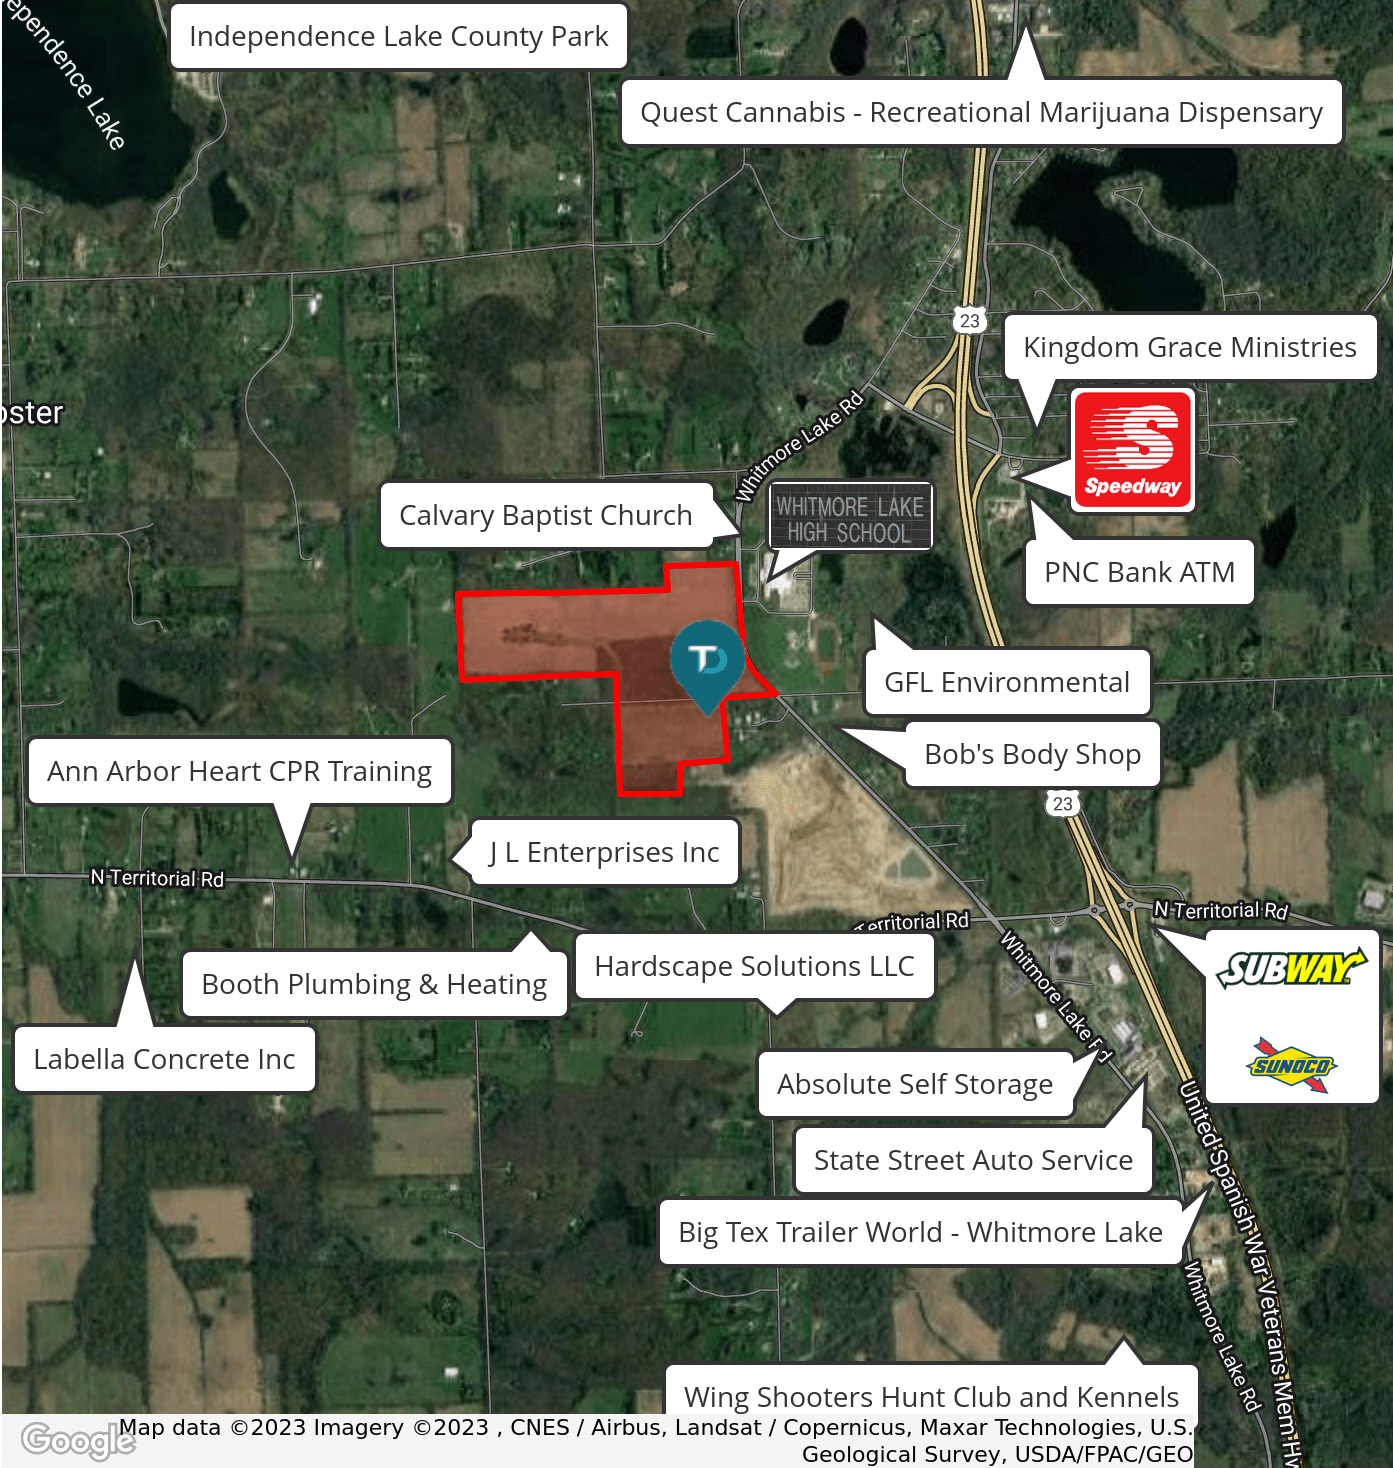 ependence Lake
Independence Lake County Park
Quest Cannabis - Recreational Marijuana Dispensary
23
Kingdom Grace Ministries
oster
Whitmore Lake Rd
Speedway
Calvary Baptist Church
WHITMORE LAKE
HIGH SCHOOL
PNC Bank ATM
TD
GFL Environmental
Bob's Body Shop
Ann Arbor Heart CPR Training
23
J L Enterprises Inc
N Territorial Rd
Territorial Rd
N Territorial Rd
SUBWAY
Whitmore Lake Rd
Hardscape Solutions LLC
Booth Plumbing & Heating
Labella Concrete Inc
SUNOCO
Absolute Self Storage
State Street Auto Service
United Spanish War Veterans Mem Hw
Big Tex Trailer World - Whitmore Lake
Whitmore Lake Rd
Wing Shooters Hunt Club and Kennels
Google
Map data ©2023 Imagery ©2023 , CNES / Airbus, Landsat / Copernicus, Maxar Technologies, U.S.
Geological Survey, USDA/FPAC/GEO